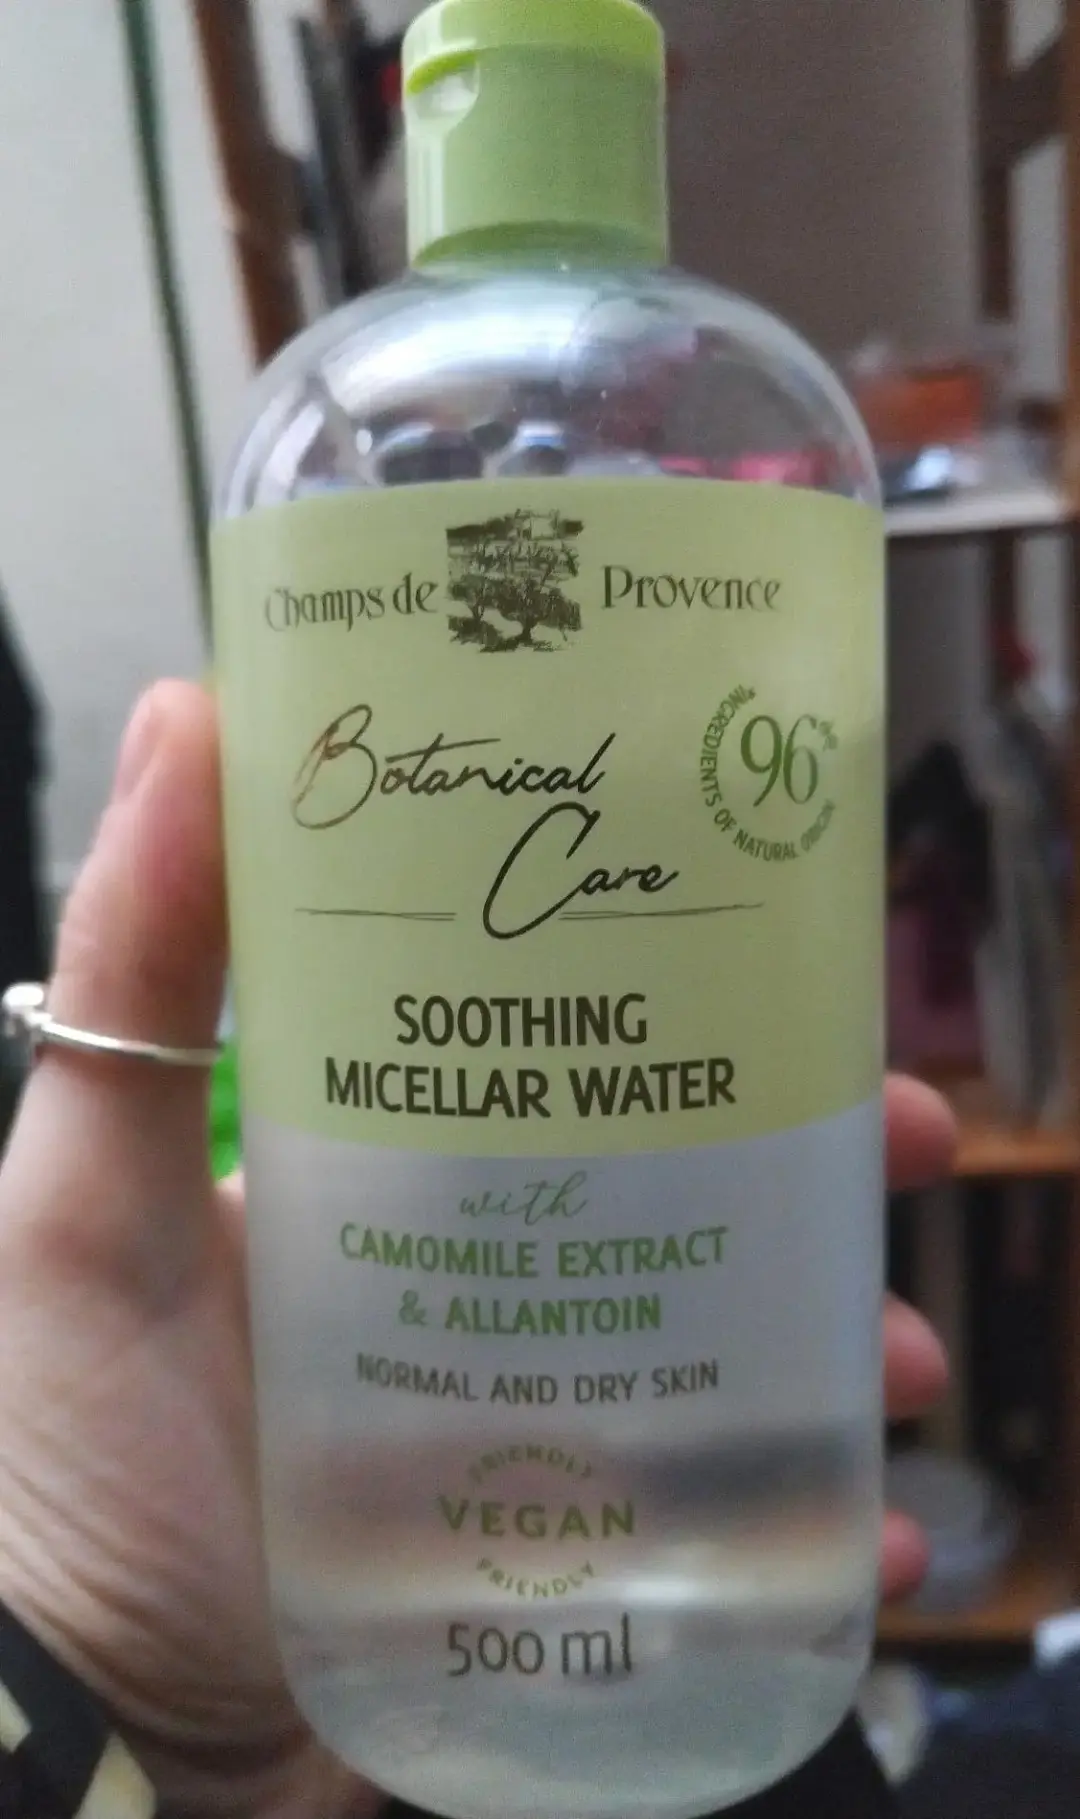 Champs de Provence
Botanical
Care
96%
*INGREDIENTS OF NATURAL ORIGIN
SOOTHING
MICELLAR WATER
with
CAMOMILE EXTRACT
& ALLANTOIN
NORMAL AND DRY SKIN
FRIENDLY
VEGAN
FRIENDLY
500 ml